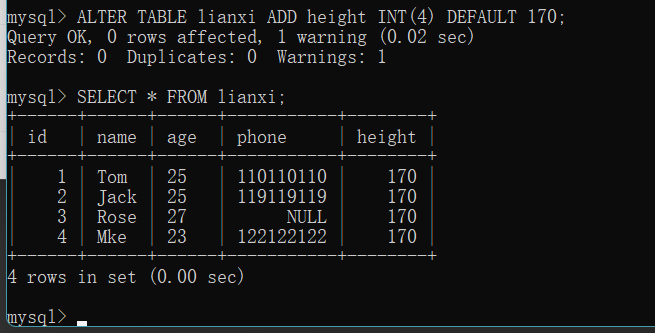 mysql> ALTER TABLE lianxi ADD height INT(4) DEFAULT 170;
Query OK, 0 rows affected, 1 warning (0.02 sec)
Records: 0  Duplicates: 0  Warnings: 1
mysql> SELECT * FROM lianxi;
+------+------+------+-----------+--------+
| id   | name | age  | phone     | height |
+------+------+------+-----------+--------+
|    1 | Tom  | 25   | 110110110 |    170 |
|    2 | Jack | 25   | 119119119 |    170 |
|    3 | Rose | 27   |      NULL |    170 |
|    4 | Mke  | 23   | 122122122 |    170 |
+------+------+------+-----------+--------+
4 rows in set (0.00 sec)
mysql>